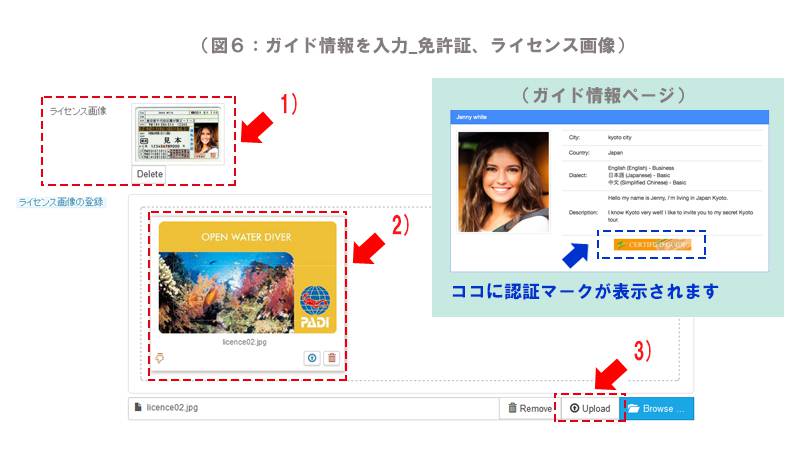 （図６：ガイド情報を入力_免許証、ライセンス画像）
ライセンス画像
1)
見本
Delete
ライセンス画像の登録
2)
OPEN WATER DIVER
PADI
licence02.jpg
3)
licence02.jpg
Remove
Upload
Browse ...
（ガイド情報ページ）
Jenny white
City: kyoto city
Country: Japan
Dialect: English (English) - Business
日本語 (Japanese) - Basic
中文 (Simplified Chinese) - Basic
Hello my name is Jenny, I'm living in Japan Kyoto.
Description: I know Kyoto very well! I like to invite you to my secret Kyoto
tour.
CERTIFIED GUIDE
ココに認証マークが表示されます